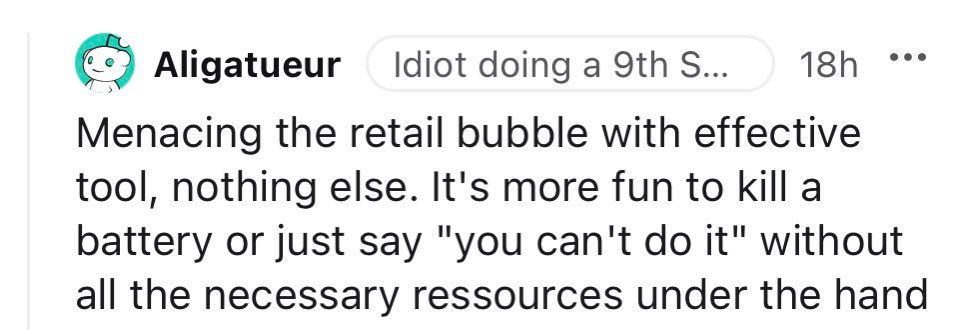 Aligatueur Idiot doing a 9th S... 18h ...
Menacing the retail bubble with effective
tool, nothing else. It's more fun to kill a
battery or just say "you can't do it" without
all the necessary ressources under the hand